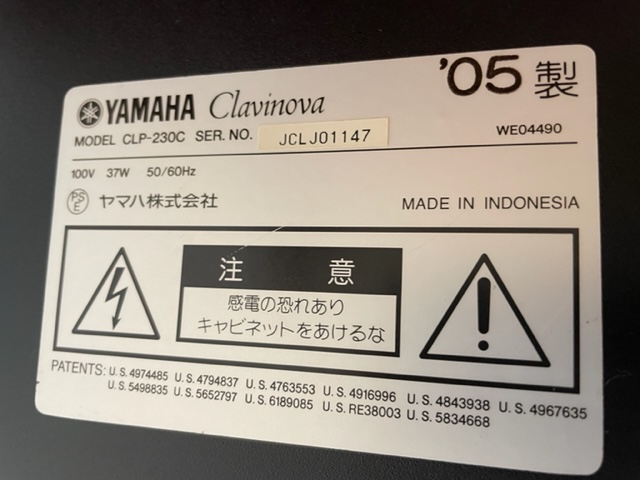 '05製
YAMAHA Clavinova
MODEL CLP-230C SER. NO. JCLJ01147
WE04490
100V 37W 50/60Hz
PSE ヤマハ株式会社
MADE IN INDONESIA
注意
感電の恐れあり
キャビネットをあけるな
PATENTS: U.S. 4974485 U.S. 4794837 U.S. 4763553 U.S. 4916996 U.S. 4843938 U.S. 4967635
U.S. 5498835 U.S. 5652797 U.S. 6189085 U.S. RE38003 U.S. 5834668